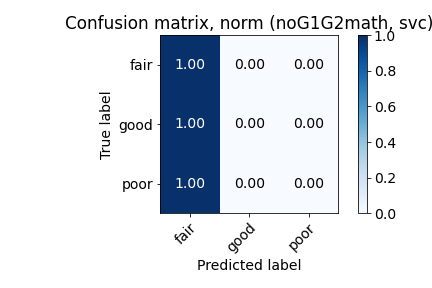 Confusion matrix, norm (noG1G2math, svc)
fair 1.00 0.00 0.00
good 1.00 0.00 0.00
poor 1.00 0.00 0.00
True label
fair good poor
Predicted label
1.0
0.8
0.6
0.4
0.2
0.0